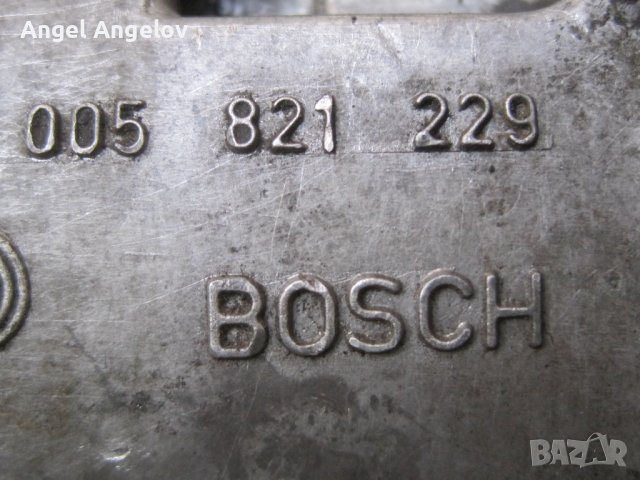 Angel Angelov
005 821 229
BOSCH
BAZAR